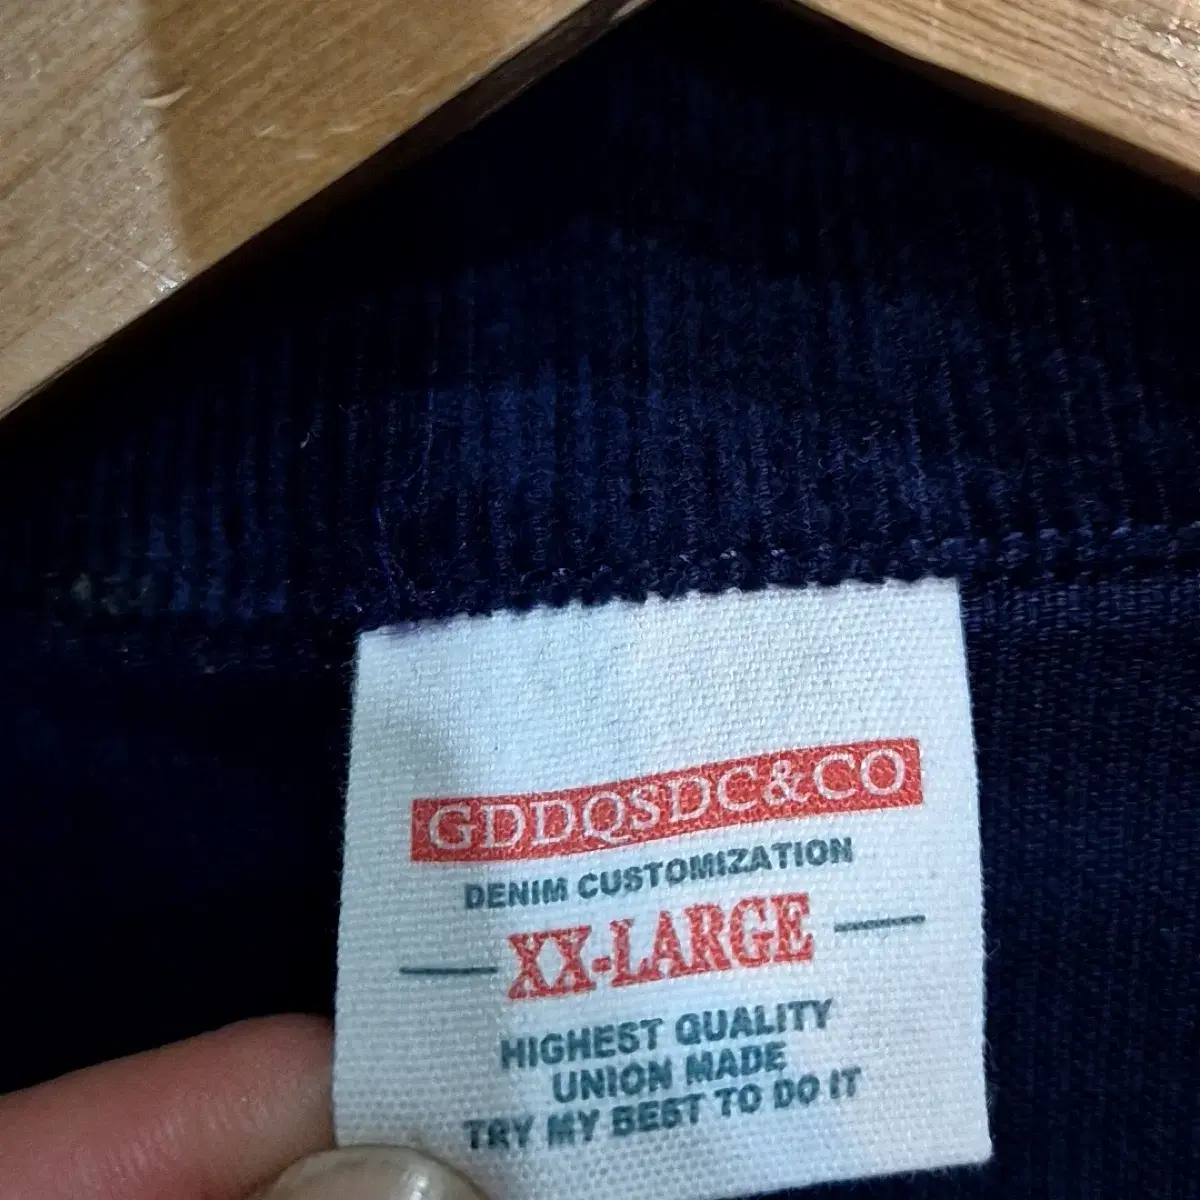 GDDQSDC&CO
DENIM CUSTOMIZATION
XX-LARGE
HIGHEST QUALITY
UNION MADE
TRY MY BEST TO DO IT